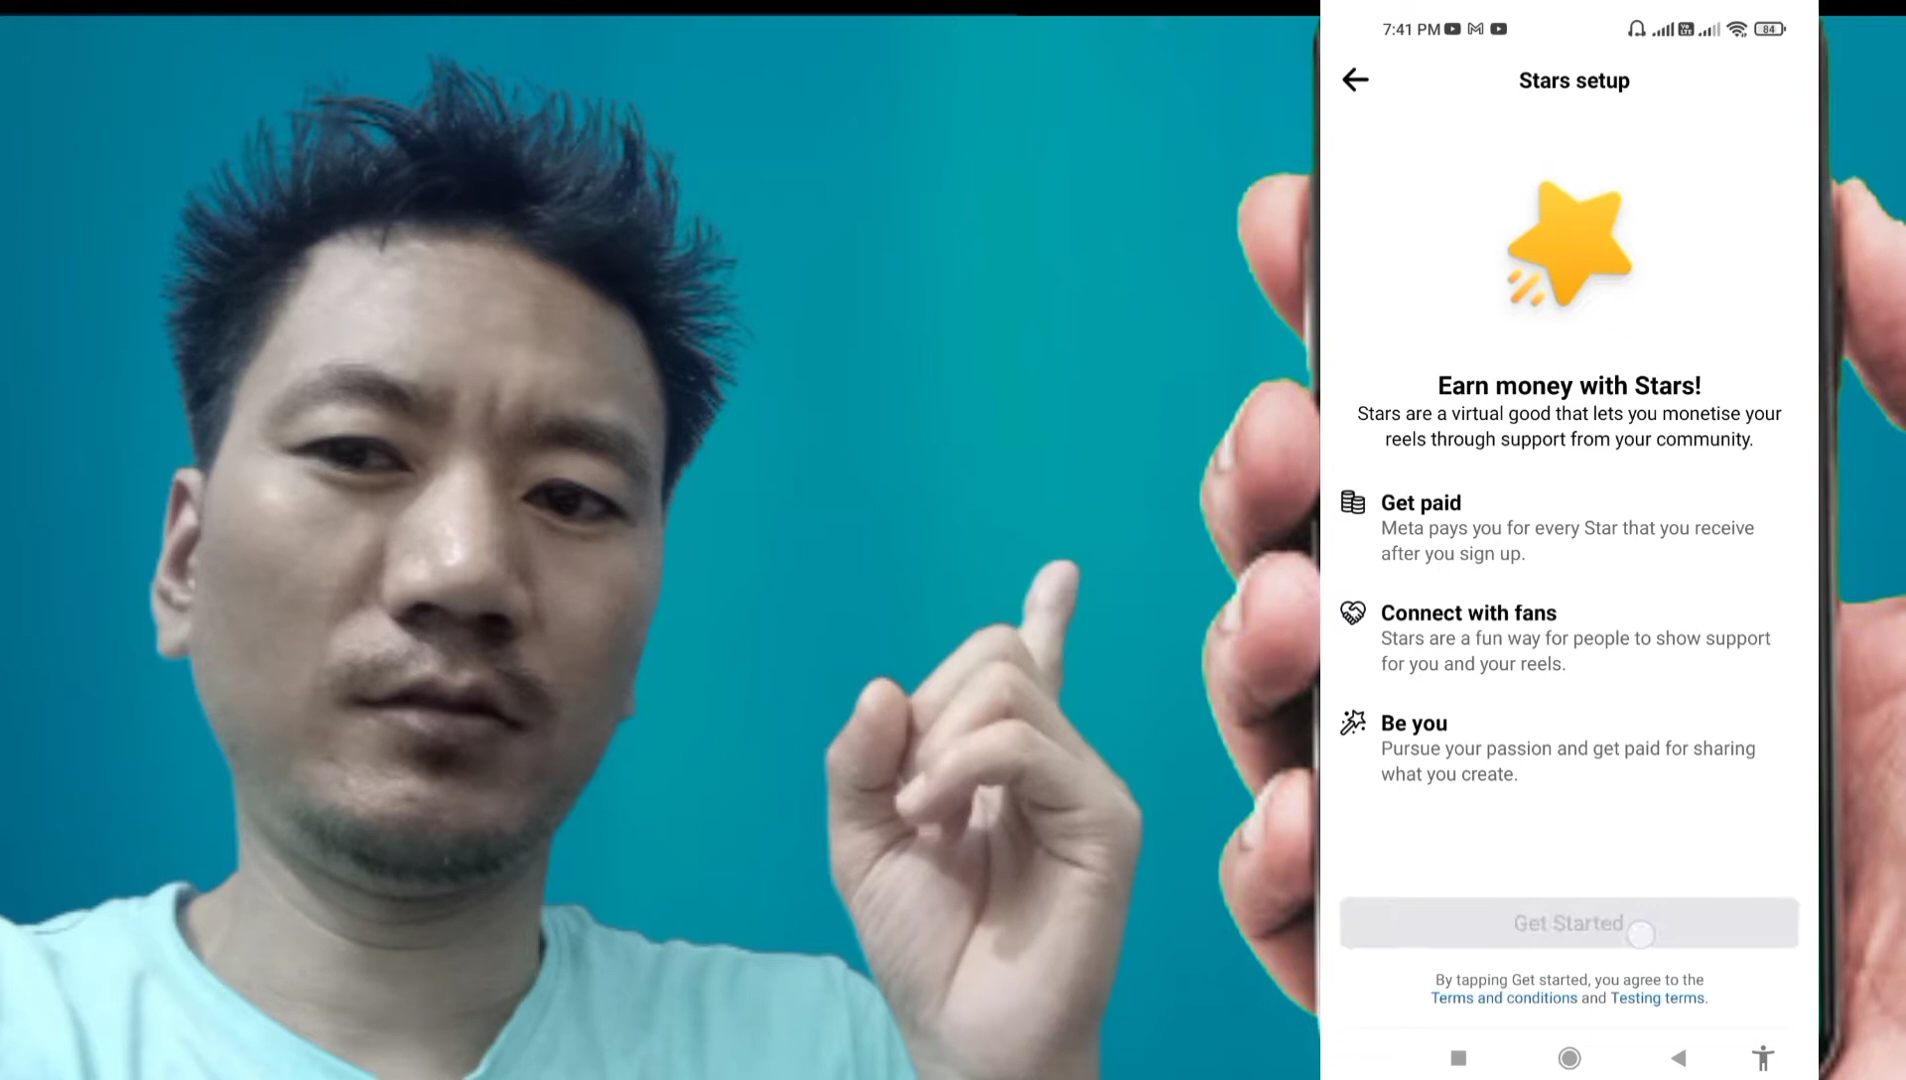 7:41 PM
Vo
LTE
84
Stars setup
Earn money with Stars!
Stars are a virtual good that lets you monetise your
reels through support from your community.
Get paid
Meta pays you for every Star that you receive
after you sign up.
Connect with fans
Stars are a fun way for people to show support
for you and your reels.
Be you
Pursue your passion and get paid for sharing
what you create.
Get Started
By tapping Get started, you agree to the
Terms and conditions and Testing terms.